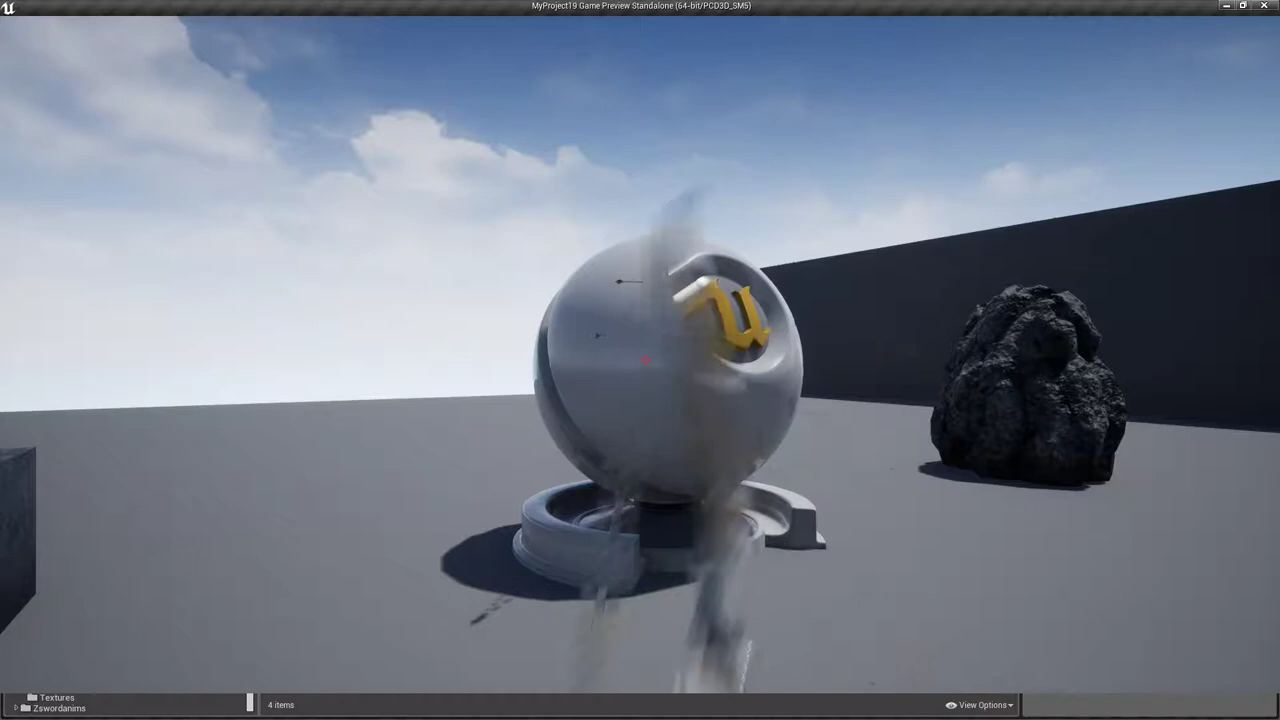 MyProject19 Game Preview Standalone (64-bit/PCD3D_SM5)
Textures
Zswordanims
4 items
View Options